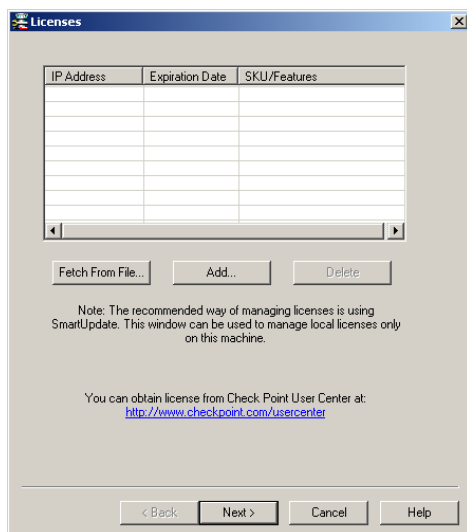 Licenses
IP Address Expiration Date SKU/Features
Fetch From File... Add... Delete
Note: The recommended way of managing licenses is using
SmartUpdate. This window can be used to manage local licenses only
on this machine.
You can obtain license from Check Point User Center at:
http://www.checkpoint.com/usercenter
< Back Next > Cancel Help